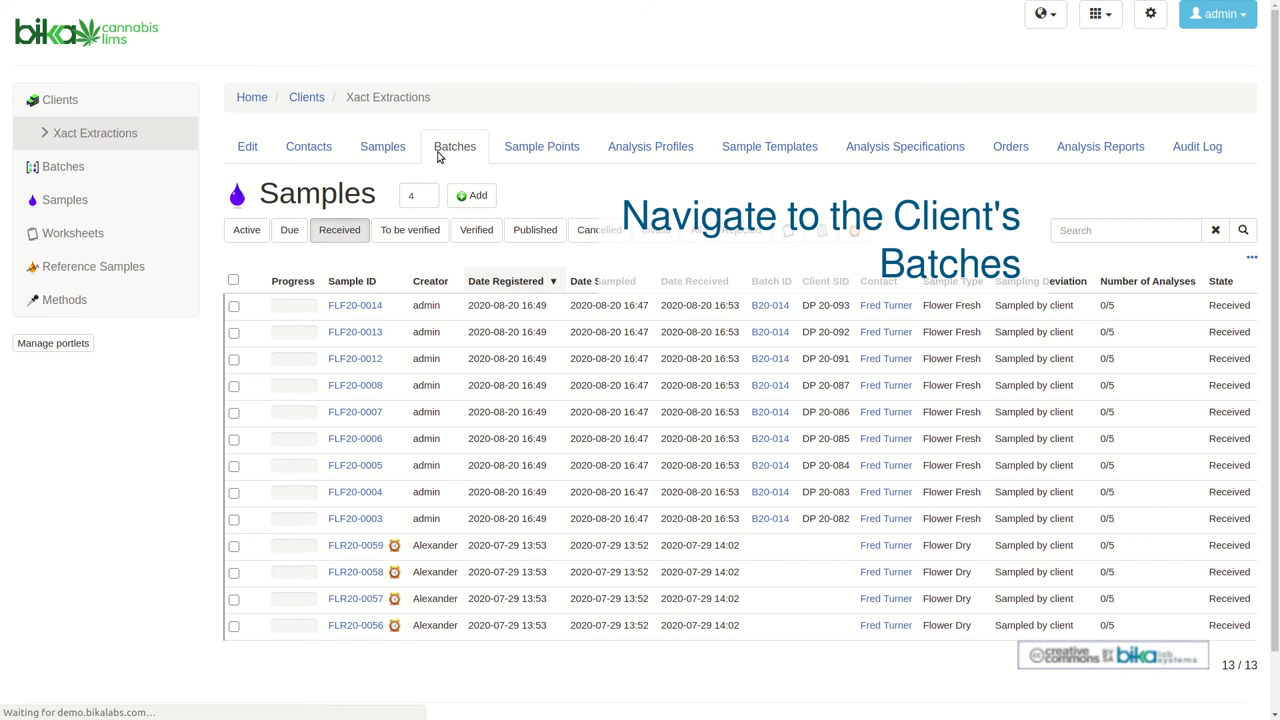 bika cannabis lims
admin
Clients
Xact Extractions
Batches
Samples
Worksheets
Reference Samples
Methods
Manage portlets
Home / Clients / Xact Extractions
Edit Contacts Samples Batches Sample Points Analysis Profiles Sample Templates Analysis Specifications Orders Analysis Reports Audit Log
Samples 4 Add
Navigate to the Client's
Batches
Active Due Received To be verified Verified Published Cancelled Search
Progress Sample ID Creator Date Registered ▼ Date Sampled Date Received Batch ID Client SID Contact Sample Type Sampling Deviation Number of Analyses State
FLF20-0014 admin 2020-08-20 16:49 2020-08-20 16:47 2020-08-20 16:53 B20-014 DP 20-093 Fred Turner Flower Fresh Sampled by client 0/5 Received
FLF20-0013 admin 2020-08-20 16:49 2020-08-20 16:47 2020-08-20 16:53 B20-014 DP 20-092 Fred Turner Flower Fresh Sampled by client 0/5 Received
FLF20-0012 admin 2020-08-20 16:49 2020-08-20 16:47 2020-08-20 16:53 B20-014 DP 20-091 Fred Turner Flower Fresh Sampled by client 0/5 Received
FLF20-0008 admin 2020-08-20 16:49 2020-08-20 16:47 2020-08-20 16:53 B20-014 DP 20-087 Fred Turner Flower Fresh Sampled by client 0/5 Received
FLF20-0007 admin 2020-08-20 16:49 2020-08-20 16:47 2020-08-20 16:53 B20-014 DP 20-086 Fred Turner Flower Fresh Sampled by client 0/5 Received
FLF20-0006 admin 2020-08-20 16:49 2020-08-20 16:47 2020-08-20 16:53 B20-014 DP 20-085 Fred Turner Flower Fresh Sampled by client 0/5 Received
FLF20-0005 admin 2020-08-20 16:49 2020-08-20 16:47 2020-08-20 16:53 B20-014 DP 20-084 Fred Turner Flower Fresh Sampled by client 0/5 Received
FLF20-0004 admin 2020-08-20 16:49 2020-08-20 16:47 2020-08-20 16:53 B20-014 DP 20-083 Fred Turner Flower Fresh Sampled by client 0/5 Received
FLF20-0003 admin 2020-08-20 16:49 2020-08-20 16:47 2020-08-20 16:53 B20-014 DP 20-082 Fred Turner Flower Fresh Sampled by client 0/5 Received
FLR20-0059 Alexander 2020-07-29 13:53 2020-07-29 13:52 2020-07-29 14:02 Fred Turner Flower Dry Sampled by client 0/5 Received
FLR20-0058 Alexander 2020-07-29 13:53 2020-07-29 13:52 2020-07-29 14:02 Fred Turner Flower Dry Sampled by client 0/5 Received
FLR20-0057 Alexander 2020-07-29 13:53 2020-07-29 13:52 2020-07-29 14:02 Fred Turner Flower Dry Sampled by client 0/5 Received
FLR20-0056 Alexander 2020-07-29 13:53 2020-07-29 13:52 2020-07-29 14:02 Fred Turner Flower Dry Sampled by client 0/5 Received
creative commons BY SA bika lab systems
13 / 13
Waiting for demo.bikalabs.com…